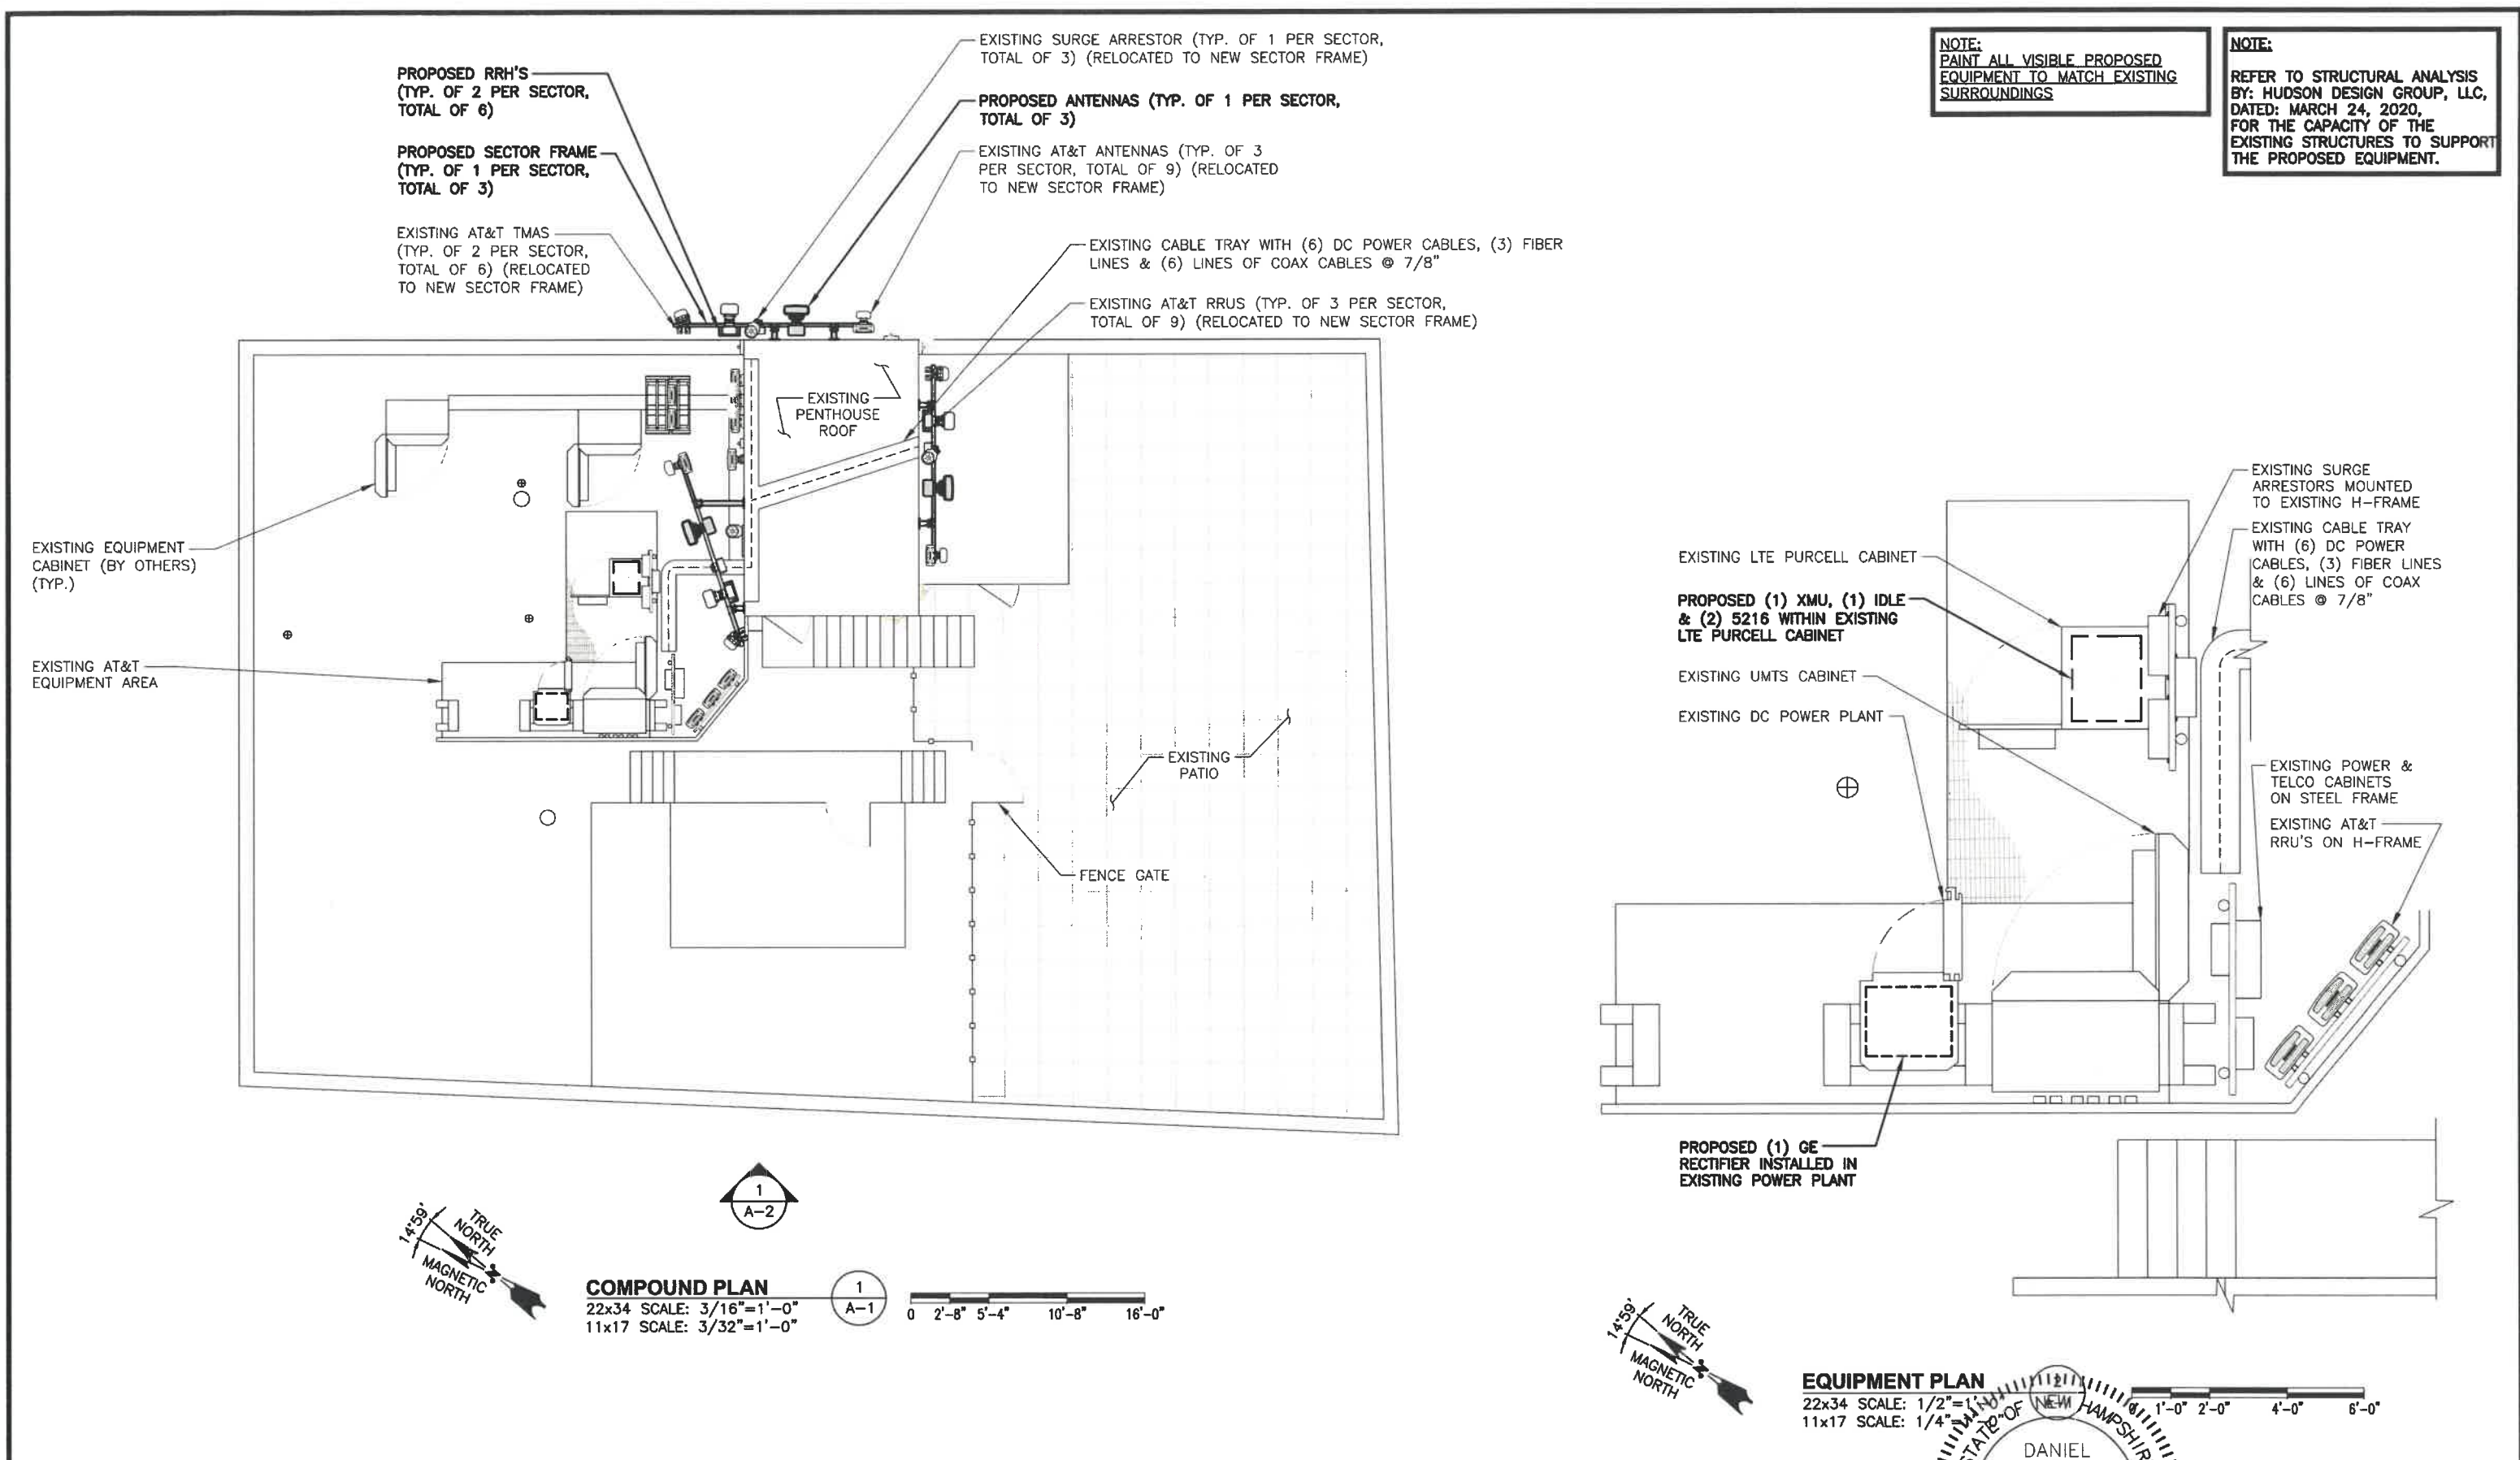 PROPOSED RRH'S
(TYP. OF 2 PER SECTOR,
TOTAL OF 6)
PROPOSED SECTOR FRAME
(TYP. OF 1 PER SECTOR,
TOTAL OF 3)
EXISTING AT&T TMAS
(TYP. OF 2 PER SECTOR,
TOTAL OF 6) (RELOCATED
TO NEW SECTOR FRAME)
EXISTING SURGE ARRESTOR (TYP. OF 1 PER SECTOR,
TOTAL OF 3) (RELOCATED TO NEW SECTOR FRAME)
PROPOSED ANTENNAS (TYP. OF 1 PER SECTOR,
TOTAL OF 3)
EXISTING AT&T ANTENNAS (TYP. OF 3
PER SECTOR, TOTAL OF 9) (RELOCATED
TO NEW SECTOR FRAME)
EXISTING CABLE TRAY WITH (6) DC POWER CABLES, (3) FIBER
LINES & (6) LINES OF COAX CABLES @ 7/8"
EXISTING AT&T RRUS (TYP. OF 3 PER SECTOR,
TOTAL OF 9) (RELOCATED TO NEW SECTOR FRAME)
NOTE:
PAINT ALL VISIBLE PROPOSED
EQUIPMENT TO MATCH EXISTING
SURROUNDINGS
NOTE:
REFER TO STRUCTURAL ANALYSIS
BY: HUDSON DESIGN GROUP, LLC,
DATED: MARCH 24, 2020,
FOR THE CAPACITY OF THE
EXISTING STRUCTURES TO SUPPORT
THE PROPOSED EQUIPMENT.
EXISTING
PENTHOUSE
ROOF
EXISTING EQUIPMENT
CABINET (BY OTHERS)
(TYP.)
EXISTING AT&T
EQUIPMENT AREA
EXISTING
PATIO
FENCE GATE
1
A-2
14°59'
TRUE
NORTH
MAGNETIC
NORTH
N
COMPOUND PLAN
22x34 SCALE: 3/16"=1'-0"
11x17 SCALE: 3/32"=1'-0"
1
A-1
0 2'-8" 5'-4" 10'-8" 16'-0"
EXISTING LTE PURCELL CABINET
PROPOSED (1) XMU, (1) IDLE
& (2) 5216 WITHIN EXISTING
LTE PURCELL CABINET
EXISTING UMTS CABINET
EXISTING DC POWER PLANT
EXISTING SURGE
ARRESTORS MOUNTED
TO EXISTING H-FRAME
EXISTING CABLE TRAY
WITH (6) DC POWER
CABLES, (3) FIBER LINES
& (6) LINES OF COAX
CABLES @ 7/8"
EXISTING POWER &
TELCO CABINETS
ON STEEL FRAME
EXISTING AT&T
RRU'S ON H-FRAME
PROPOSED (1) GE
RECTIFIER INSTALLED IN
EXISTING POWER PLANT
14°59'
TRUE
NORTH
MAGNETIC
NORTH
N
EQUIPMENT PLAN
22x34 SCALE: 1/2"=1'
11x17 SCALE: 1/4"=
2
1'-0" 2'-0" 4'-0" 6'-0"
STATE OF NEW HAMPSHIRE
DANIEL